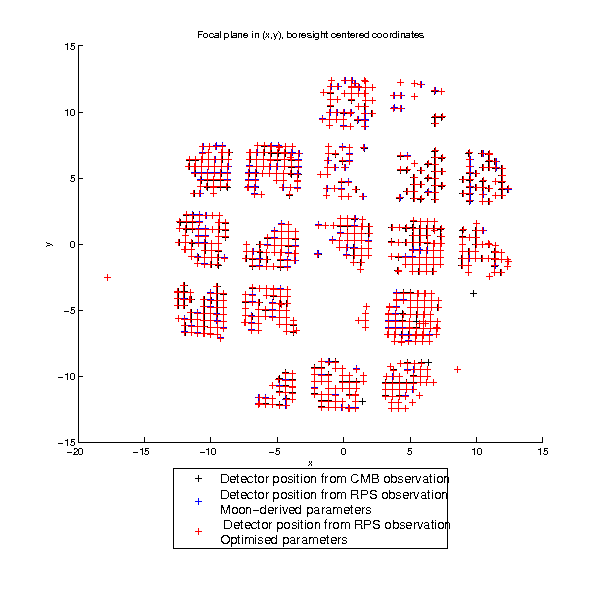 Focal plane in (x,y), boresight centered coordinates
15
10
5
0
−5
−10
−15
y
−20 −15 −10 −5 0 5 10 15
x
Detector position from CMB observation
Detector position from RPS observation
Moon−derived parameters
Detector position from RPS observation
Optimised parameters